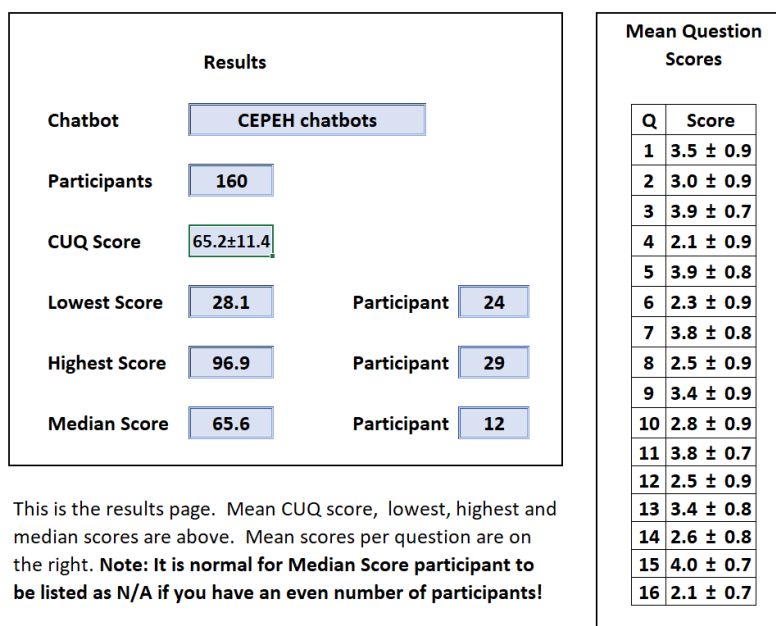 Results
Chatbot CEPEH chatbots
Participants 160
CUQ Score 65.2±11.4
Lowest Score 28.1 Participant 24
Highest Score 96.9 Participant 29
Median Score 65.6 Participant 12
This is the results page. Mean CUQ score, lowest, highest and
median scores are above. Mean scores per question are on
the right. Note: It is normal for Median Score participant to
be listed as N/A if you have an even number of participants!
Mean Question
Scores
Q Score
1 3.5 ± 0.9
2 3.0 ± 0.9
3 3.9 ± 0.7
4 2.1 ± 0.9
5 3.9 ± 0.8
6 2.3 ± 0.9
7 3.8 ± 0.8
8 2.5 ± 0.9
9 3.4 ± 0.9
10 2.8 ± 0.9
11 3.8 ± 0.7
12 2.5 ± 0.9
13 3.4 ± 0.8
14 2.6 ± 0.8
15 4.0 ± 0.7
16 2.1 ± 0.7